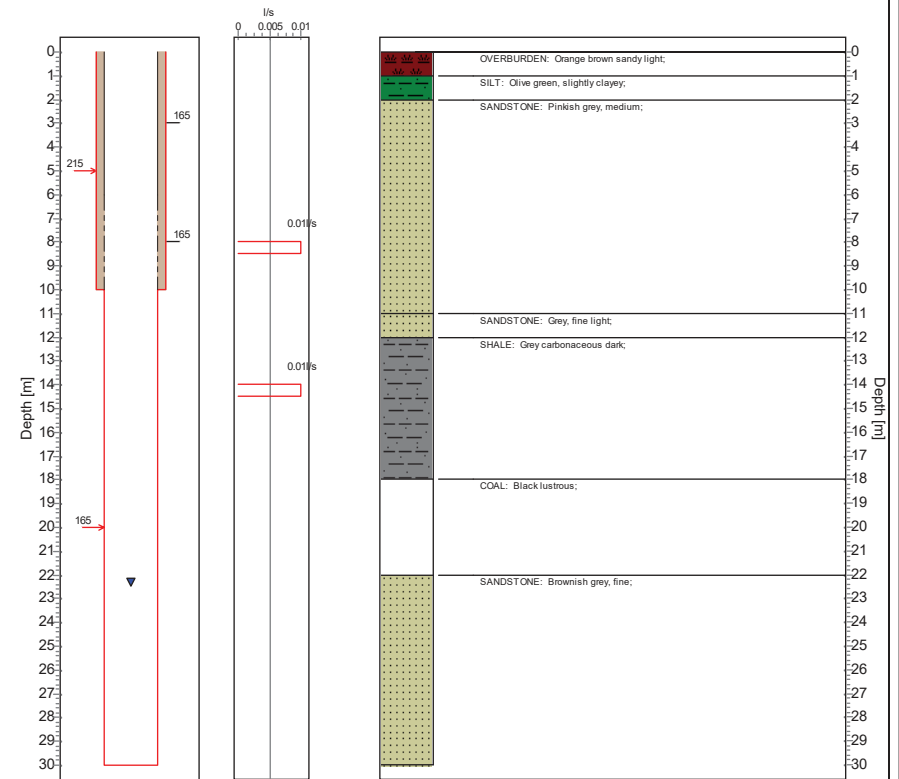 l/s
0 0.005 0.01
0 0
OVERBURDEN: Orange brown sandy light;
1 1
SILT: Olive green, slightly clayey;
2 2
SANDSTONE: Pinkish grey, medium;
165
3 3
4 4
215
5 5
6 6
7 7
0.01l/s
165
8 8
9 9
10 10
11 11
SANDSTONE: Grey, fine light;
12 12
SHALE: Grey carbonaceous dark;
13 13
0.01l/s
14 14
15 15
Depth [m] Depth [m]
16 16
17 17
18 18
COAL: Black lustrous;
19 19
165
20 20
21 21
22 22
SANDSTONE: Brownish grey, fine;
23 23
24 24
25 25
26 26
27 27
28 28
29 29
30 30